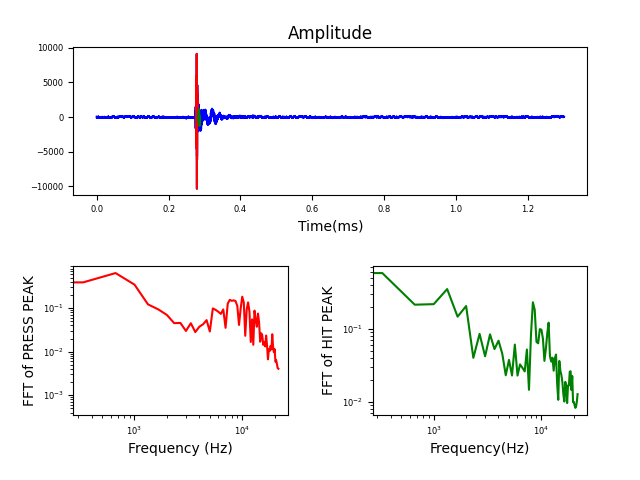 Amplitude
10000
5000
0
−5000
−10000
0.0 0.2 0.4 0.6 0.8 1.0 1.2
Time(ms)
FFT of PRESS PEAK
10⁻¹
10⁻²
10⁻³
10³ 10⁴
Frequency (Hz)
FFT of HIT PEAK
10⁻¹
10⁻²
10³ 10⁴
Frequency(Hz)